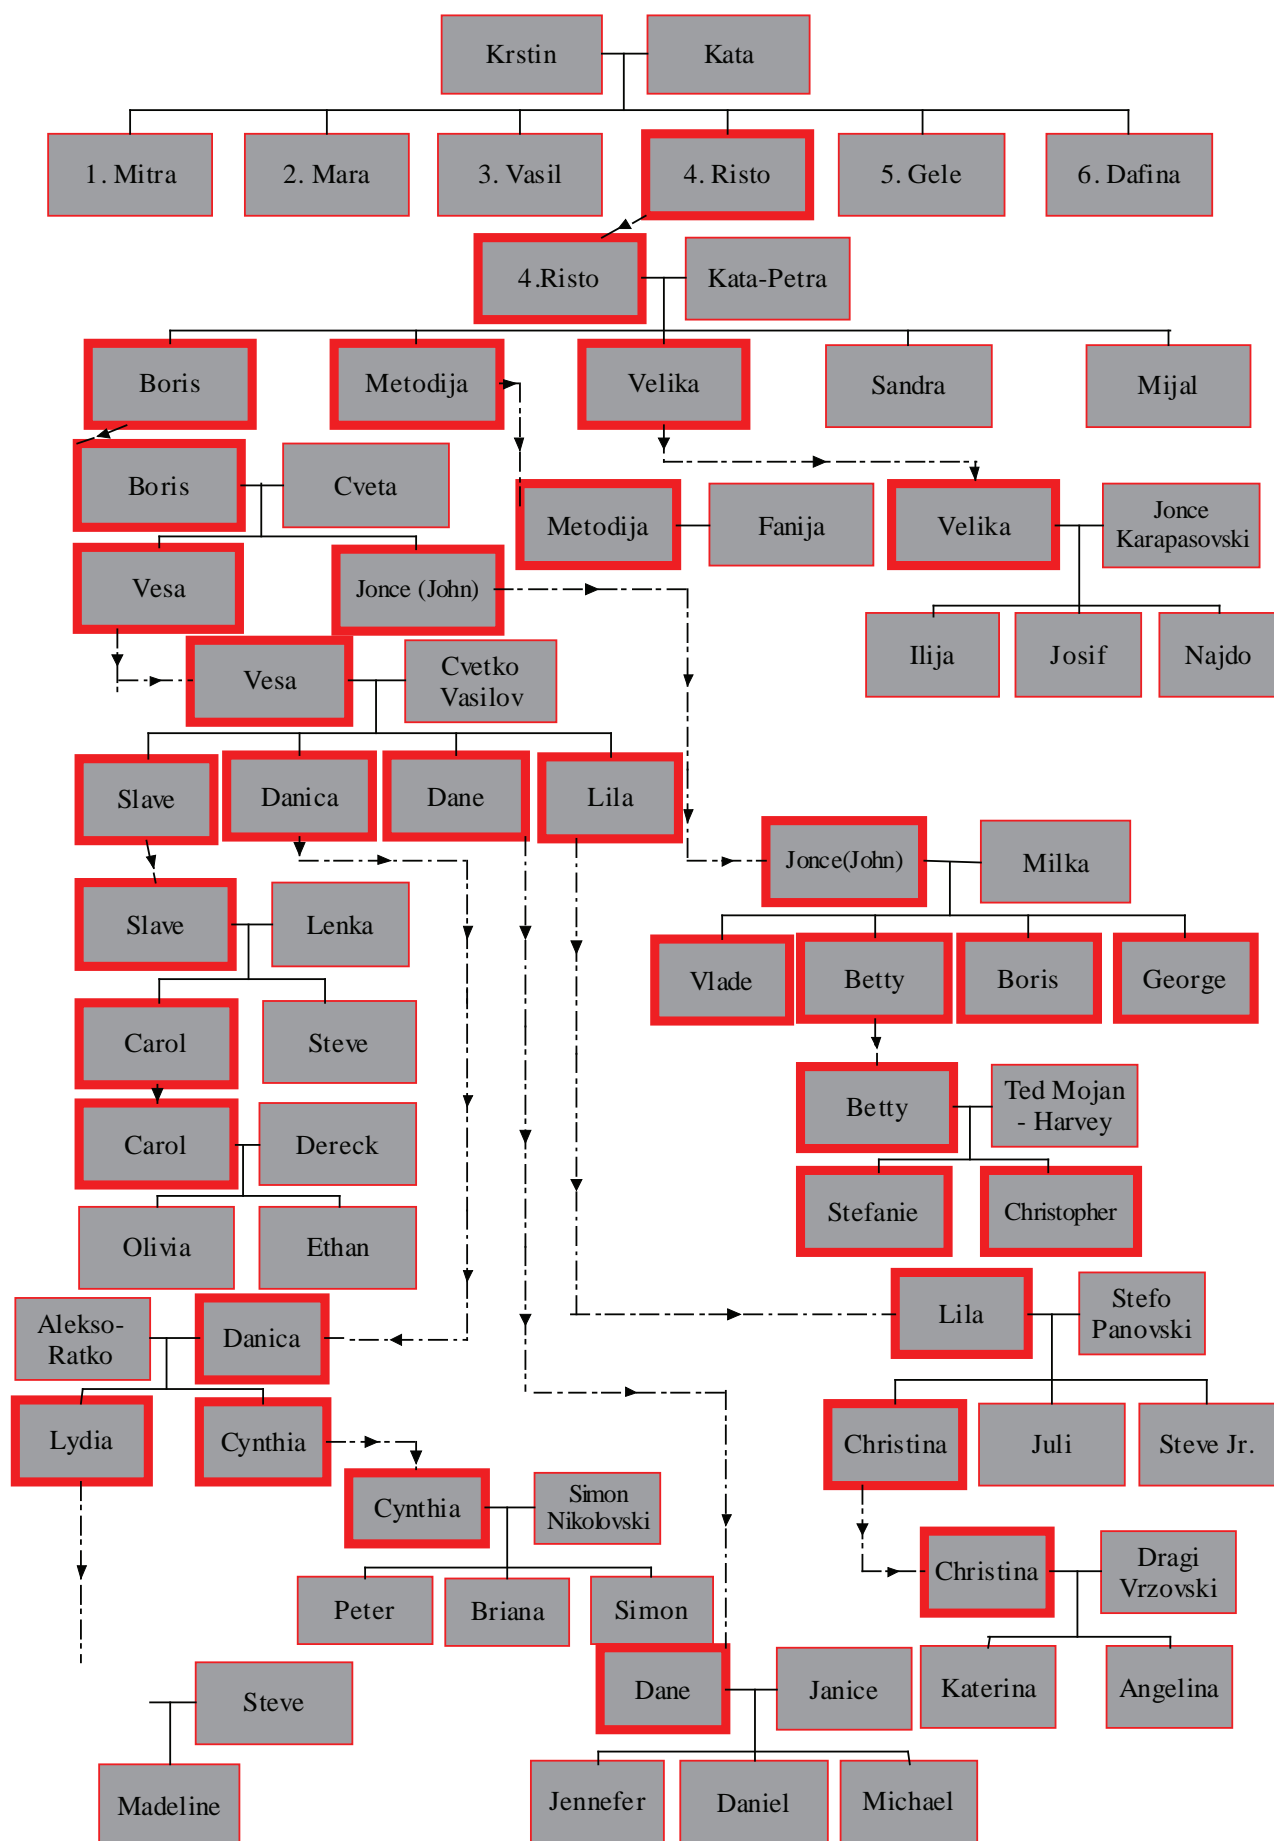 Krstin
Kata
1. Mitra
2. Mara
3. Vasil
4. Risto
5. Gele
6. Dafina
4.Risto
Kata-Petra
Boris
Metodija
Velika
Sandra
Mijal
Boris
Cveta
Metodija
Fanija
Velika
Jonce
Karapasovski
Vesa
Jonce (John)
Ilija
Josif
Najdo
Vesa
Cvetko
Vasilov
Slave
Danica
Dane
Lila
Jonce(John)
Milka
Slave
Lenka
Vlade
Betty
Boris
George
Carol
Steve
Betty
Ted Mojan
- Harvey
Carol
Dereck
Stefanie
Christopher
Olivia
Ethan
Alekso-
Ratko
Danica
Lila
Stefo
Panovski
Lydia
Cynthia
Christina
Juli
Steve Jr.
Cynthia
Simon
Nikolovski
Christina
Dragi
Vrzovski
Peter
Briana
Simon
Steve
Dane
Janice
Katerina
Angelina
Madeline
Jennefer
Daniel
Michael